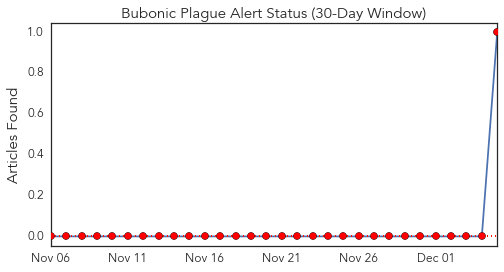 Bubonic Plague Alert Status (30-Day Window)
Articles Found
1.0
0.8
0.6
0.4
0.2
0.0
Nov 06 Nov 11 Nov 16 Nov 21 Nov 26 Dec 01